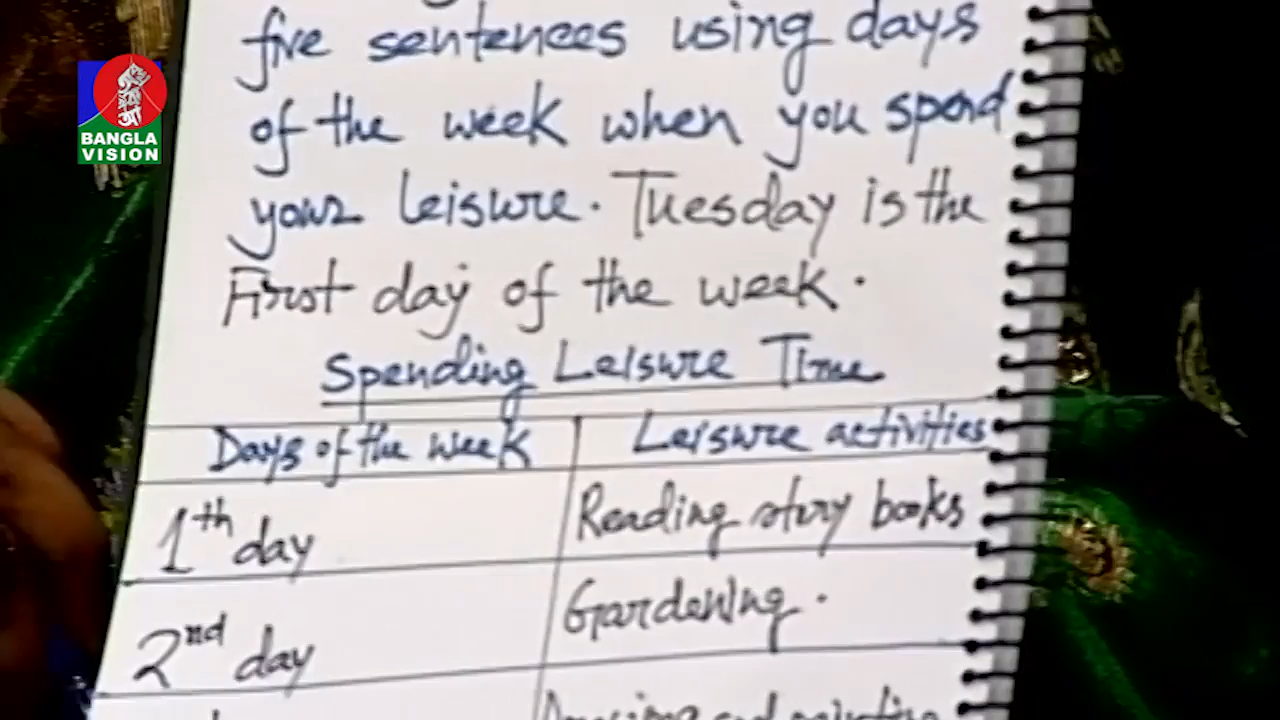 five sentences using days
of the week when you spend
your leisure. Tuesday is the
First day of the week.
Spending Leisure Time
Days of the week Leisure activities
1th day Reading story books
2nd day Gardening.
and
BANGLA
VISION